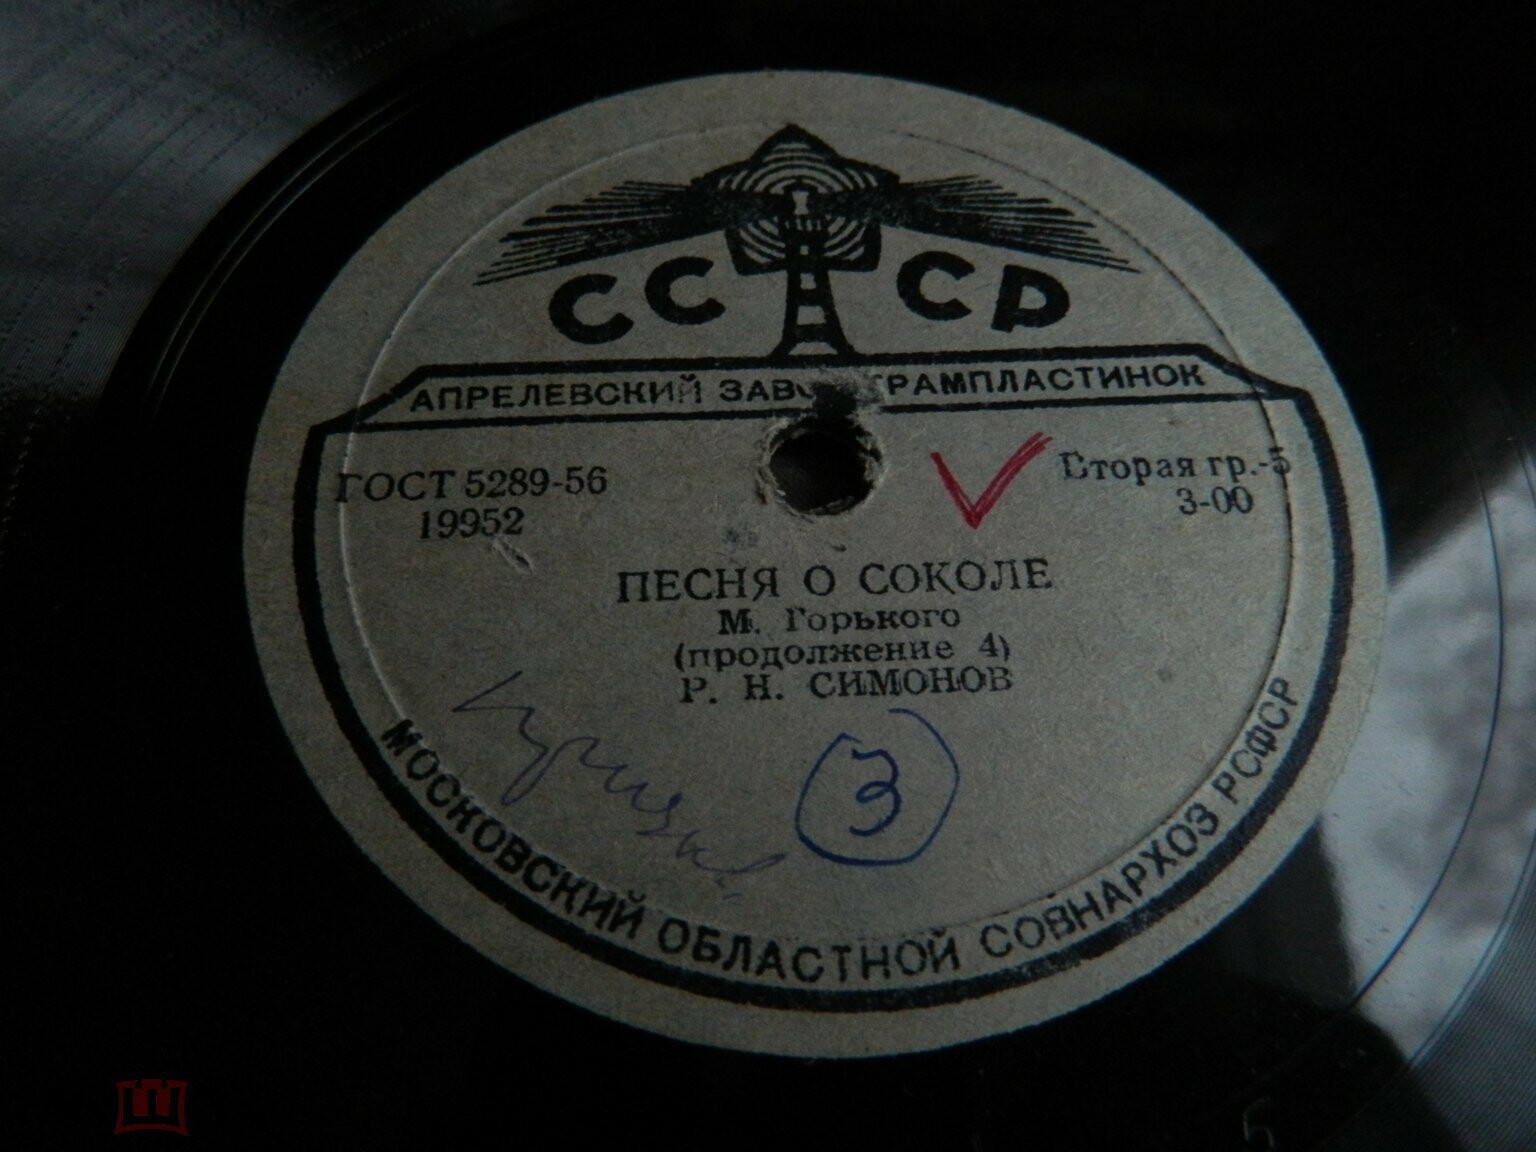 СССР
АПРЕЛЕВСКИЙ ЗАВОД ГРАМПЛАСТИНОК
ГОСТ 5289-56
19952
Вторая гр.-5
3-00
ПЕСНЯ О СОКОЛЕ
М. Горького
(продолжение 4)
Р. Н. СИМОНОВ
3
МОСКОВСКИЙ ОБЛАСТНОЙ СОВНАРХОЗ РСФСР